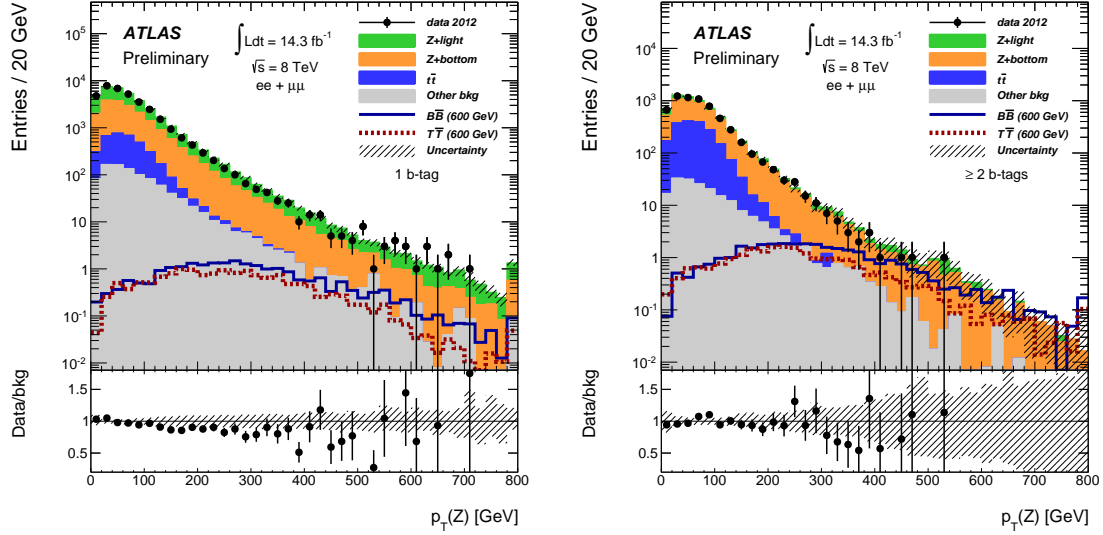 Entries / 20 GeV
10⁵
10⁴
10³
10²
10
1
10⁻¹
10⁻²
ATLAS
Preliminary
∫Ldt = 14.3 fb⁻¹
√s = 8 TeV
ee + μμ
data 2012
Z+light
Z+bottom
tt̅
Other bkg
BB̅ (600 GeV)
TT̅ (600 GeV)
Uncertainty
1 b-tag
Data/bkg
1.5
1
0.5
0 100 200 300 400 500 600 700 800
p_T(Z) [GeV]
Entries / 20 GeV
10⁴
10³
10²
10
1
10⁻¹
10⁻²
ATLAS
Preliminary
∫Ldt = 14.3 fb⁻¹
√s = 8 TeV
ee + μμ
data 2012
Z+light
Z+bottom
tt̅
Other bkg
BB̅ (600 GeV)
TT̅ (600 GeV)
Uncertainty
≥ 2 b-tags
Data/bkg
1.5
1
0.5
0 100 200 300 400 500 600 700 800
p_T(Z) [GeV]